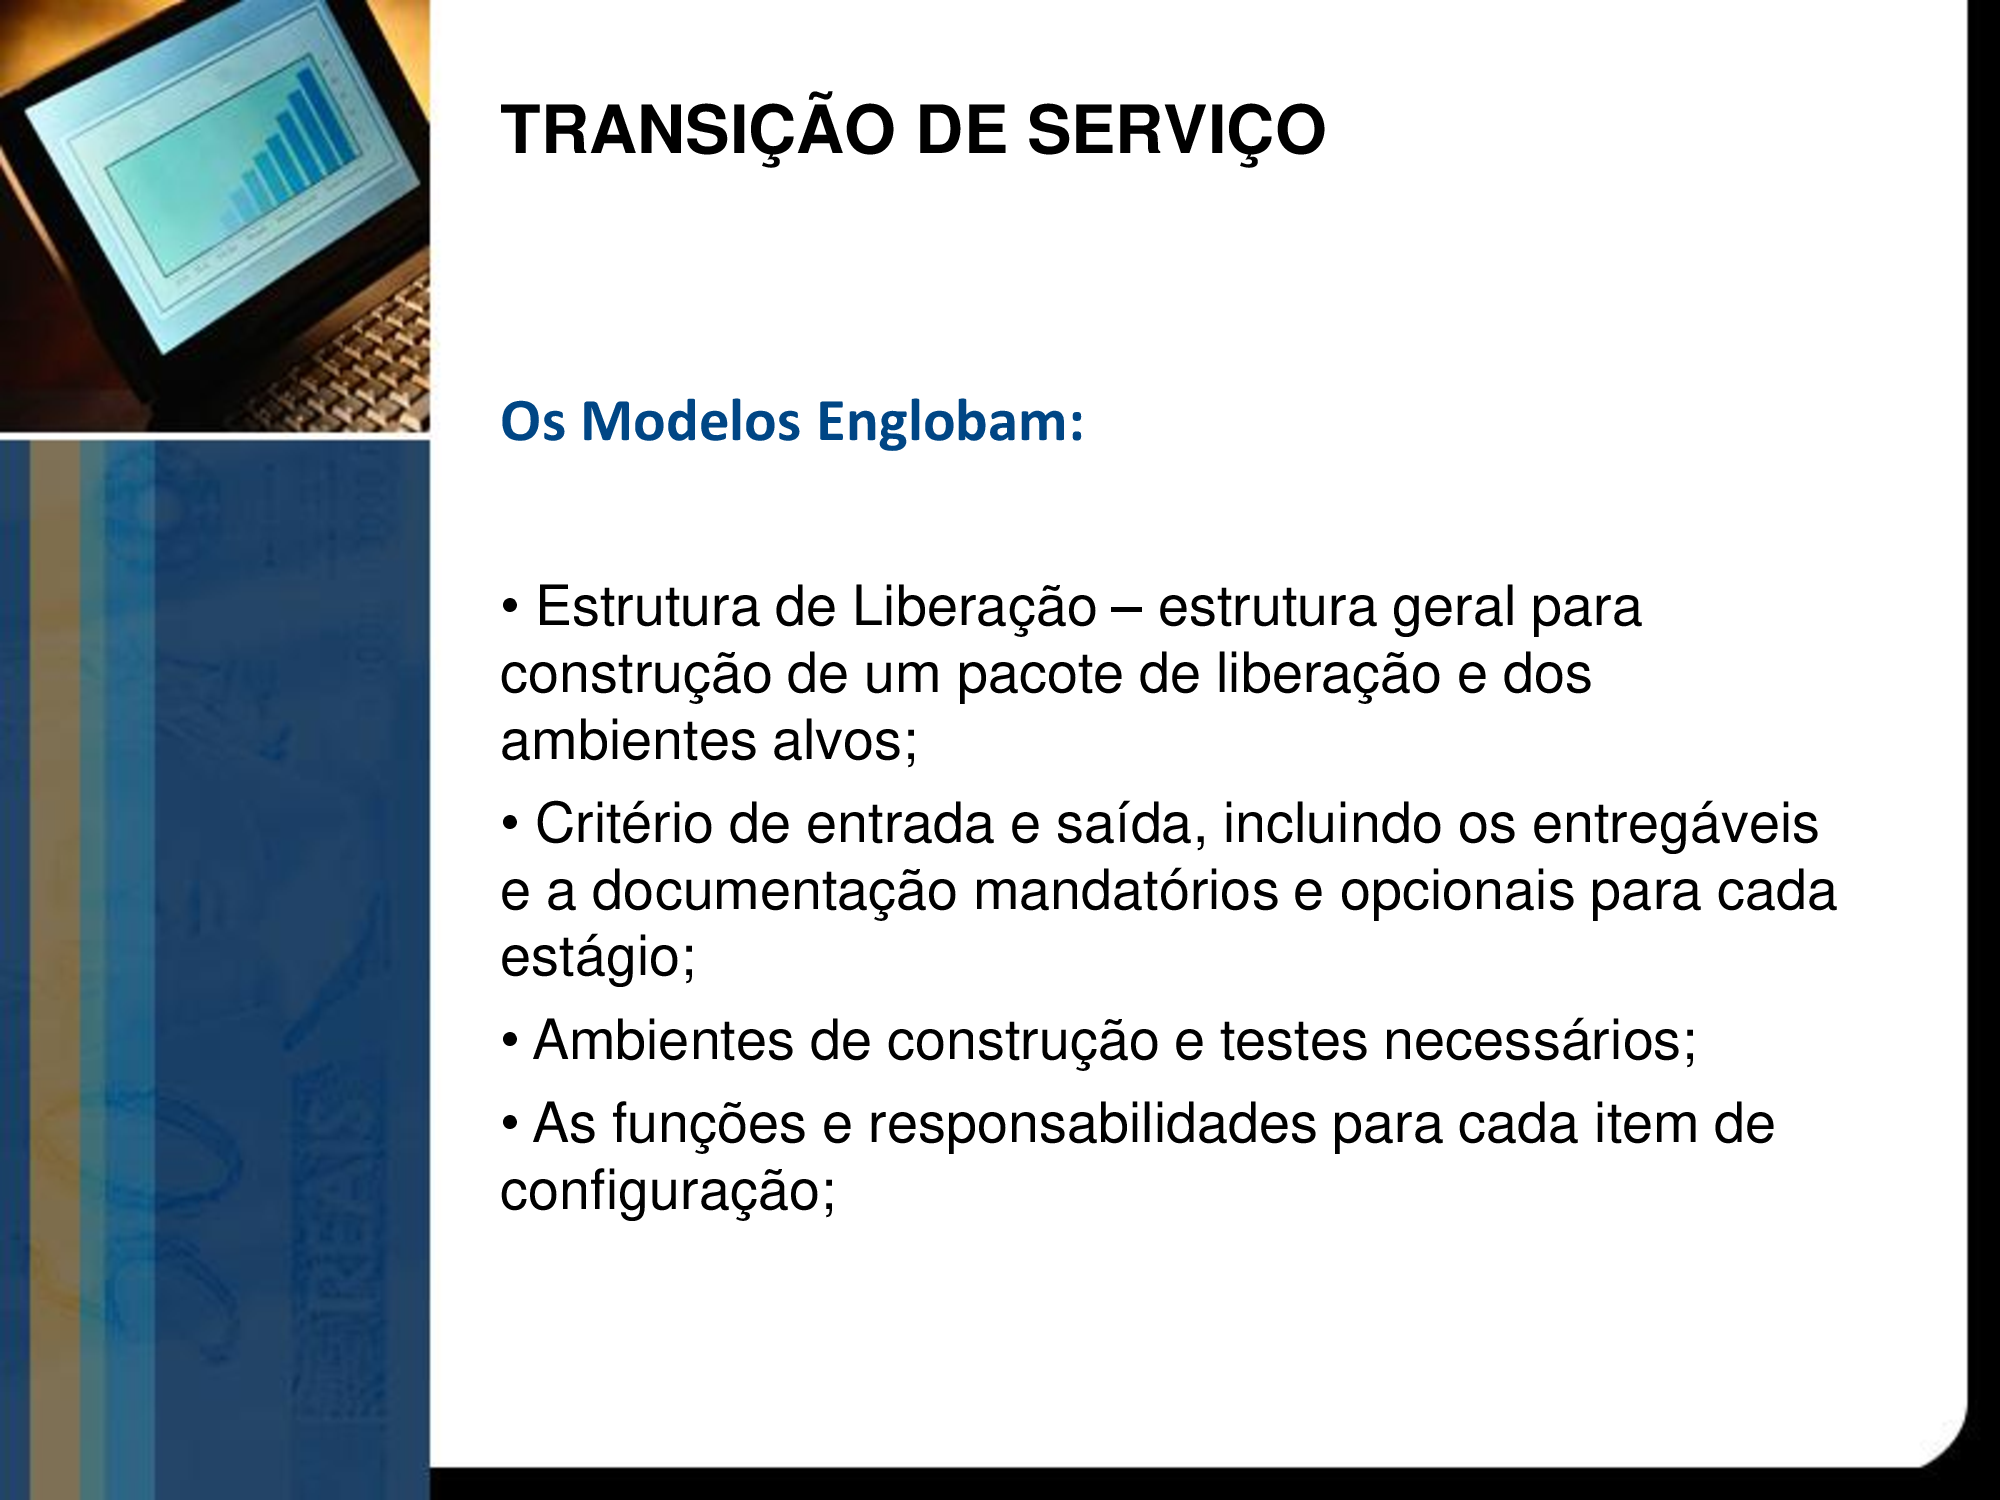 TRANSIÇÃO DE SERVIÇO
Os Modelos Englobam:
• Estrutura de Liberação – estrutura geral para
construção de um pacote de liberação e dos
ambientes alvos;
• Critério de entrada e saída, incluindo os entregáveis
e a documentação mandatórios e opcionais para cada
estágio;
• Ambientes de construção e testes necessários;
• As funções e responsabilidades para cada item de
configuração;
REAIS